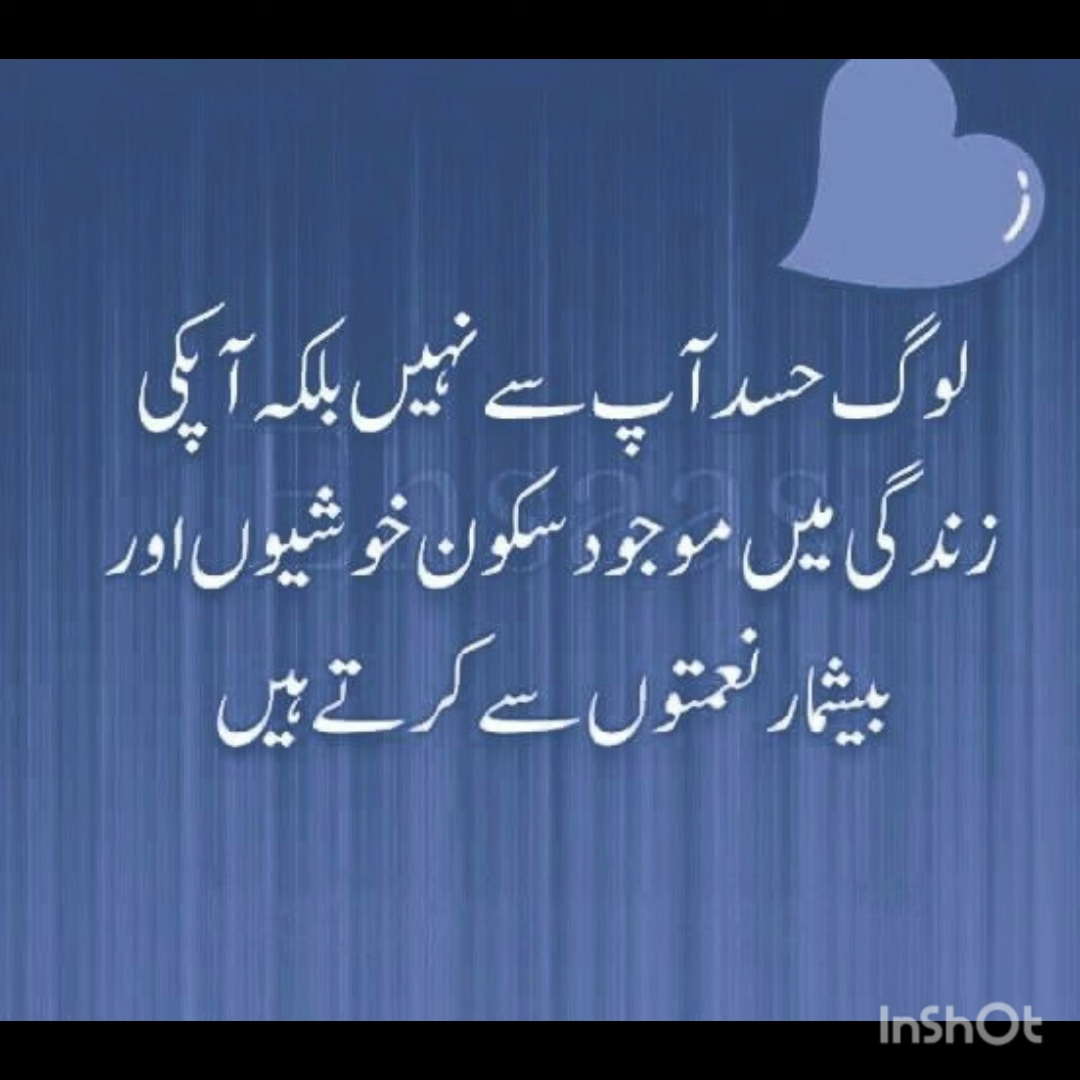 لوگ حسد آپ سے نہیں بلکہ آپکی
زندگی میں موجود سکون خوشیوں اور
بیشمار نعمتوں سے کرتے ہیں
Ehsaas
InShOt